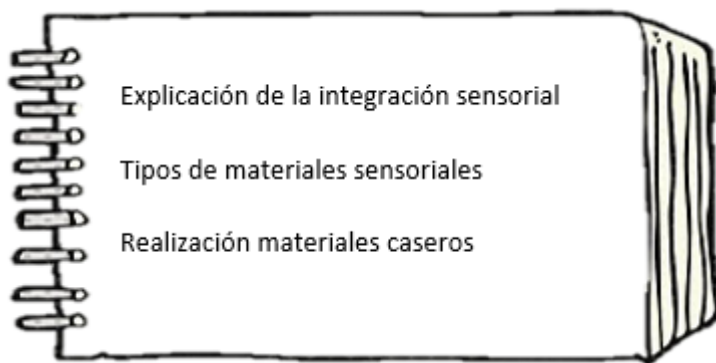 Explicación de la integración sensorial
Tipos de materiales sensoriales
Realización materiales caseros